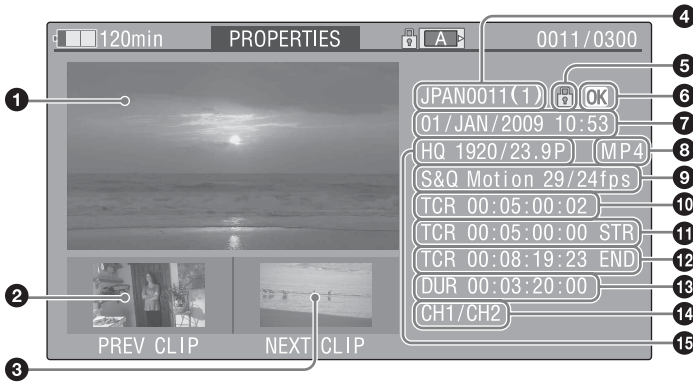 120min PROPERTIES A 0011/0300
JPAN0011(1) OK
01/JAN/2009 10:53
HQ 1920/23.9P MP4
S&Q Motion 29/24fps
TCR 00:05:00:02
TCR 00:05:00:00 STR
TCR 00:08:19:23 END
DUR 00:03:20:00
CH1/CH2
PREV CLIP NEXT CLIP
1
2
3
4
5
6
7
8
9
10
11
12
13
14
15